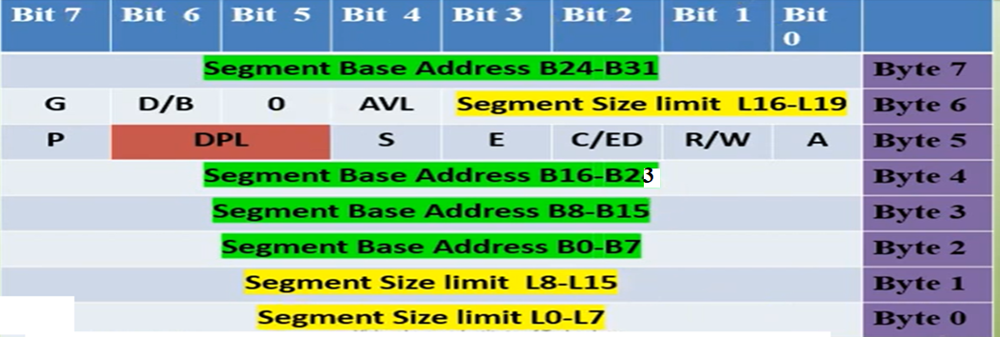 Bit 7 Bit 6 Bit 5 Bit 4 Bit 3 Bit 2 Bit 1 Bit 0
Segment Base Address B24-B31 Byte 7
G D/B 0 AVL Segment Size limit L16-L19 Byte 6
P DPL S E C/ED R/W A Byte 5
Segment Base Address B16-B23 Byte 4
Segment Base Address B8-B15 Byte 3
Segment Base Address B0-B7 Byte 2
Segment Size limit L8-L15 Byte 1
Segment Size limit L0-L7 Byte 0